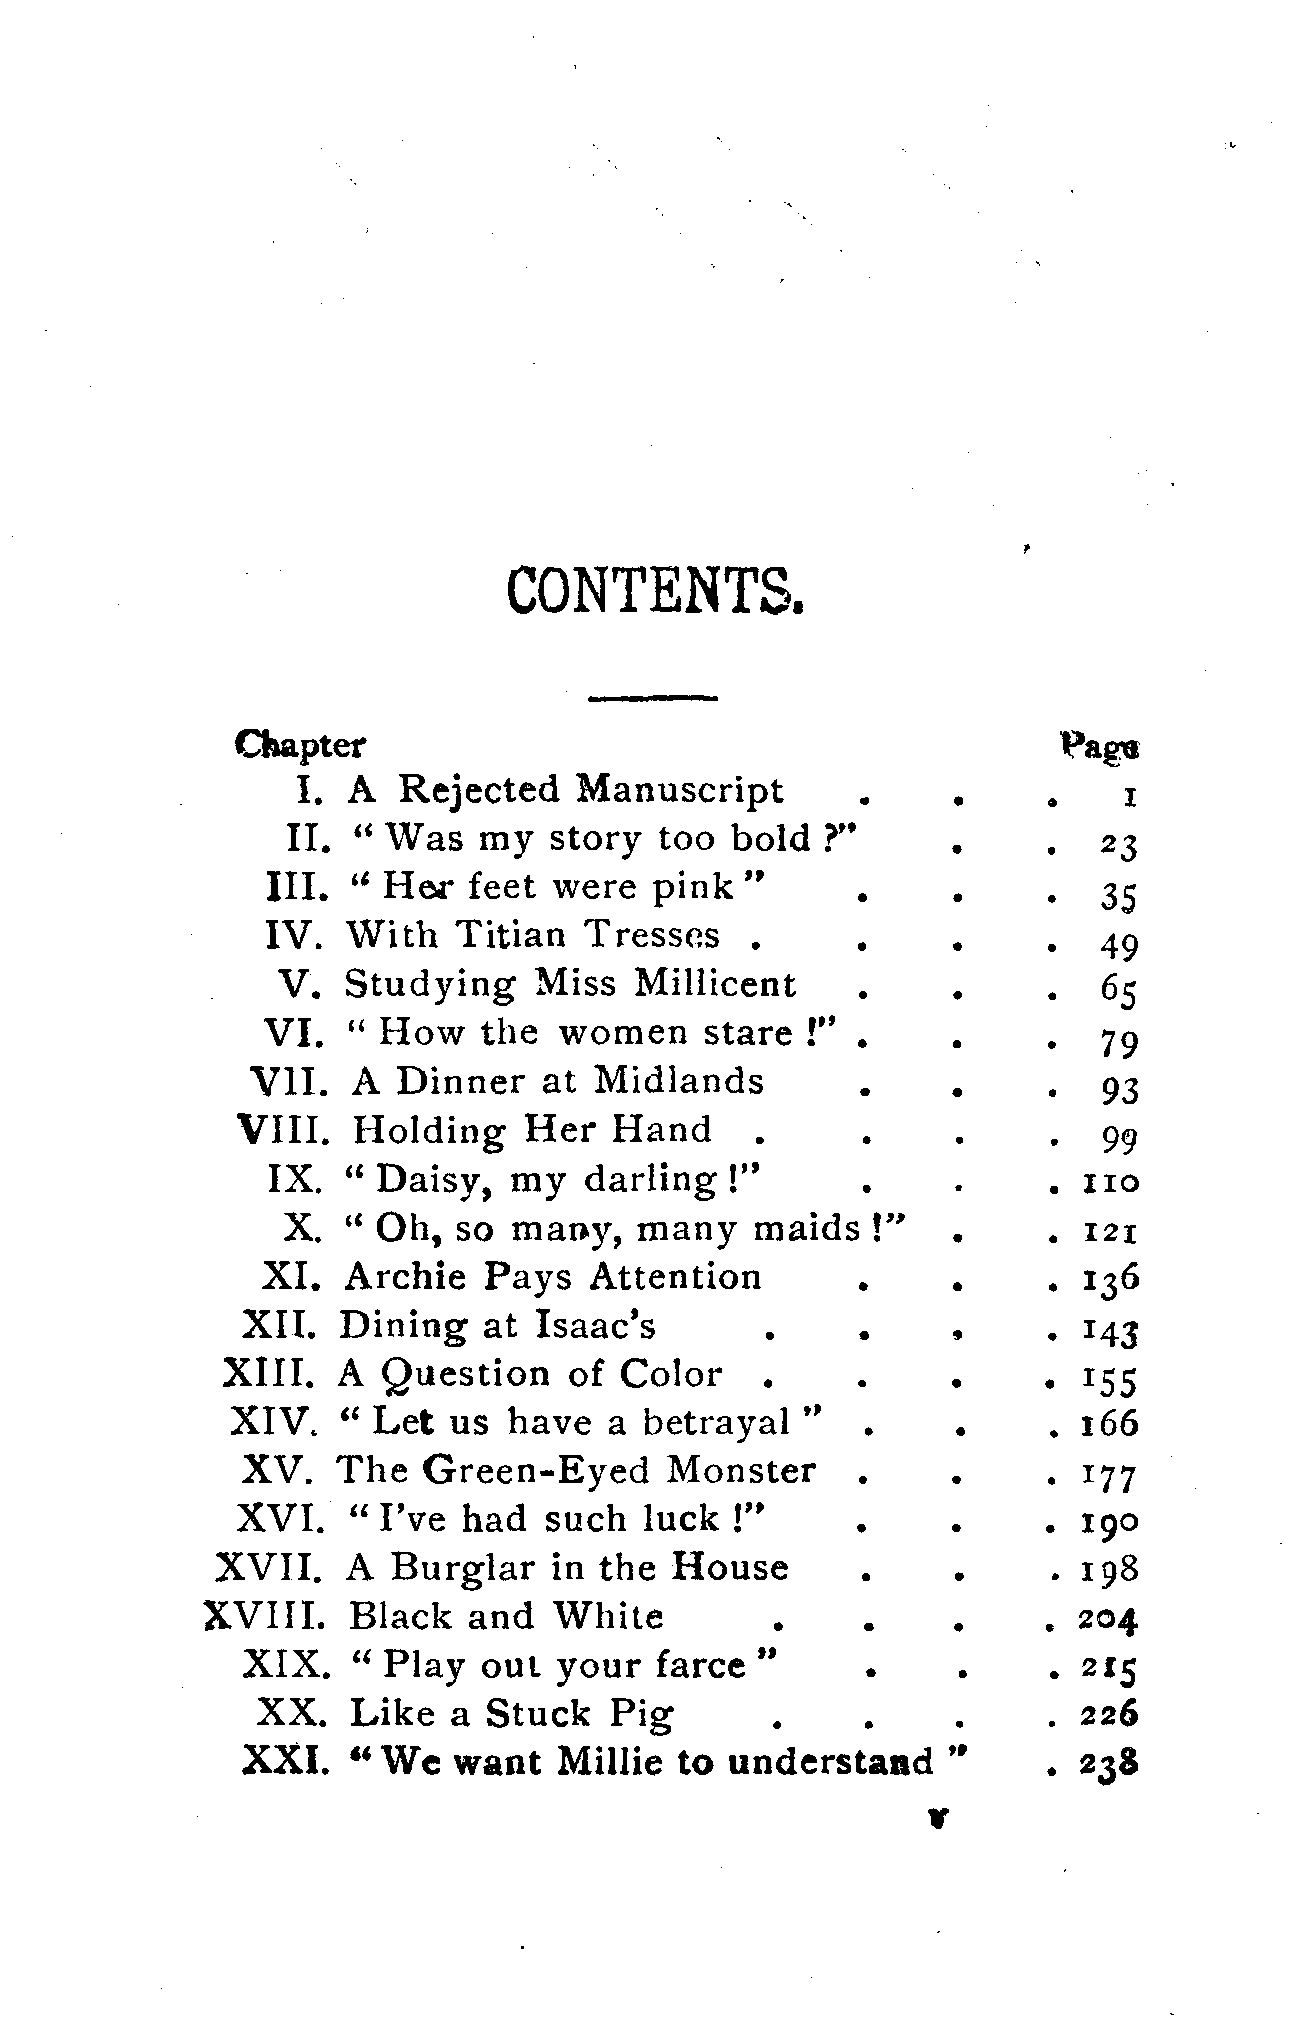 CONTENTS.
Chapter Page
I. A Rejected Manuscript . . . 1
II. “ Was my story too bold ?” . . 23
III. “ Her feet were pink ” . . . 35
IV. With Titian Tresses . . . . 49
V. Studying Miss Millicent . . . 65
VI. “ How the women stare !” . . . 79
VII. A Dinner at Midlands . . . 93
VIII. Holding Her Hand . . . . 99
IX. “ Daisy, my darling !” . . . 110
X. “ Oh, so many, many maids !” . . 121
XI. Archie Pays Attention . . . 136
XII. Dining at Isaac’s . . . . 143
XIII. A Question of Color . . . . 155
XIV. “ Let us have a betrayal ” . . . 166
XV. The Green-Eyed Monster . . . 177
XVI. “ I’ve had such luck !” . . . 190
XVII. A Burglar in the House . . . 198
XVIII. Black and White . . . . 204
XIX. “ Play out your farce ” . . . 215
XX. Like a Stuck Pig . . . . 226
XXI. “ We want Millie to understand ” . 238
v